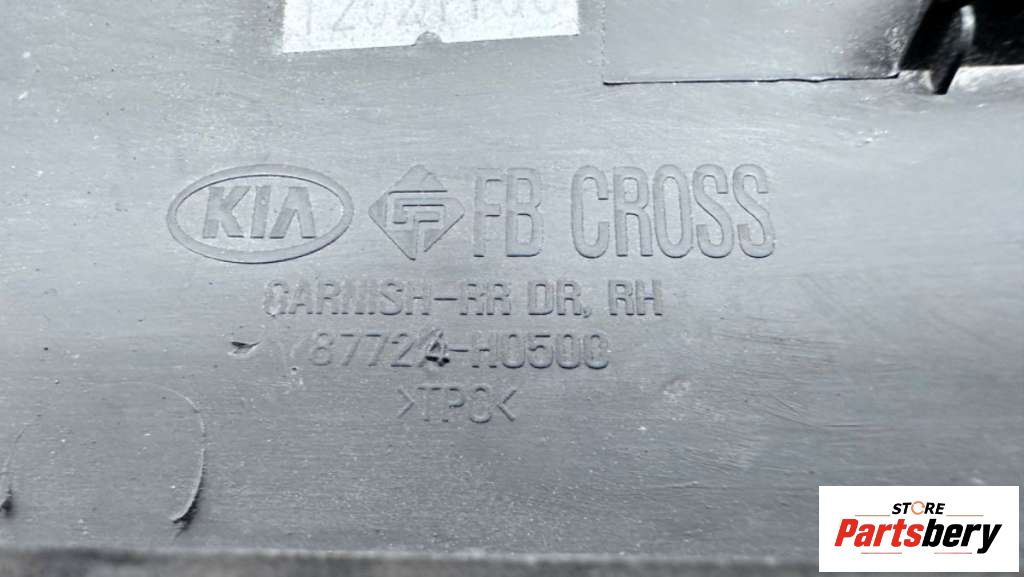 KIA FB CROSS
GARNISH-RR DR, RH
87724-H0500
>TPO<
STORE
Partsbery